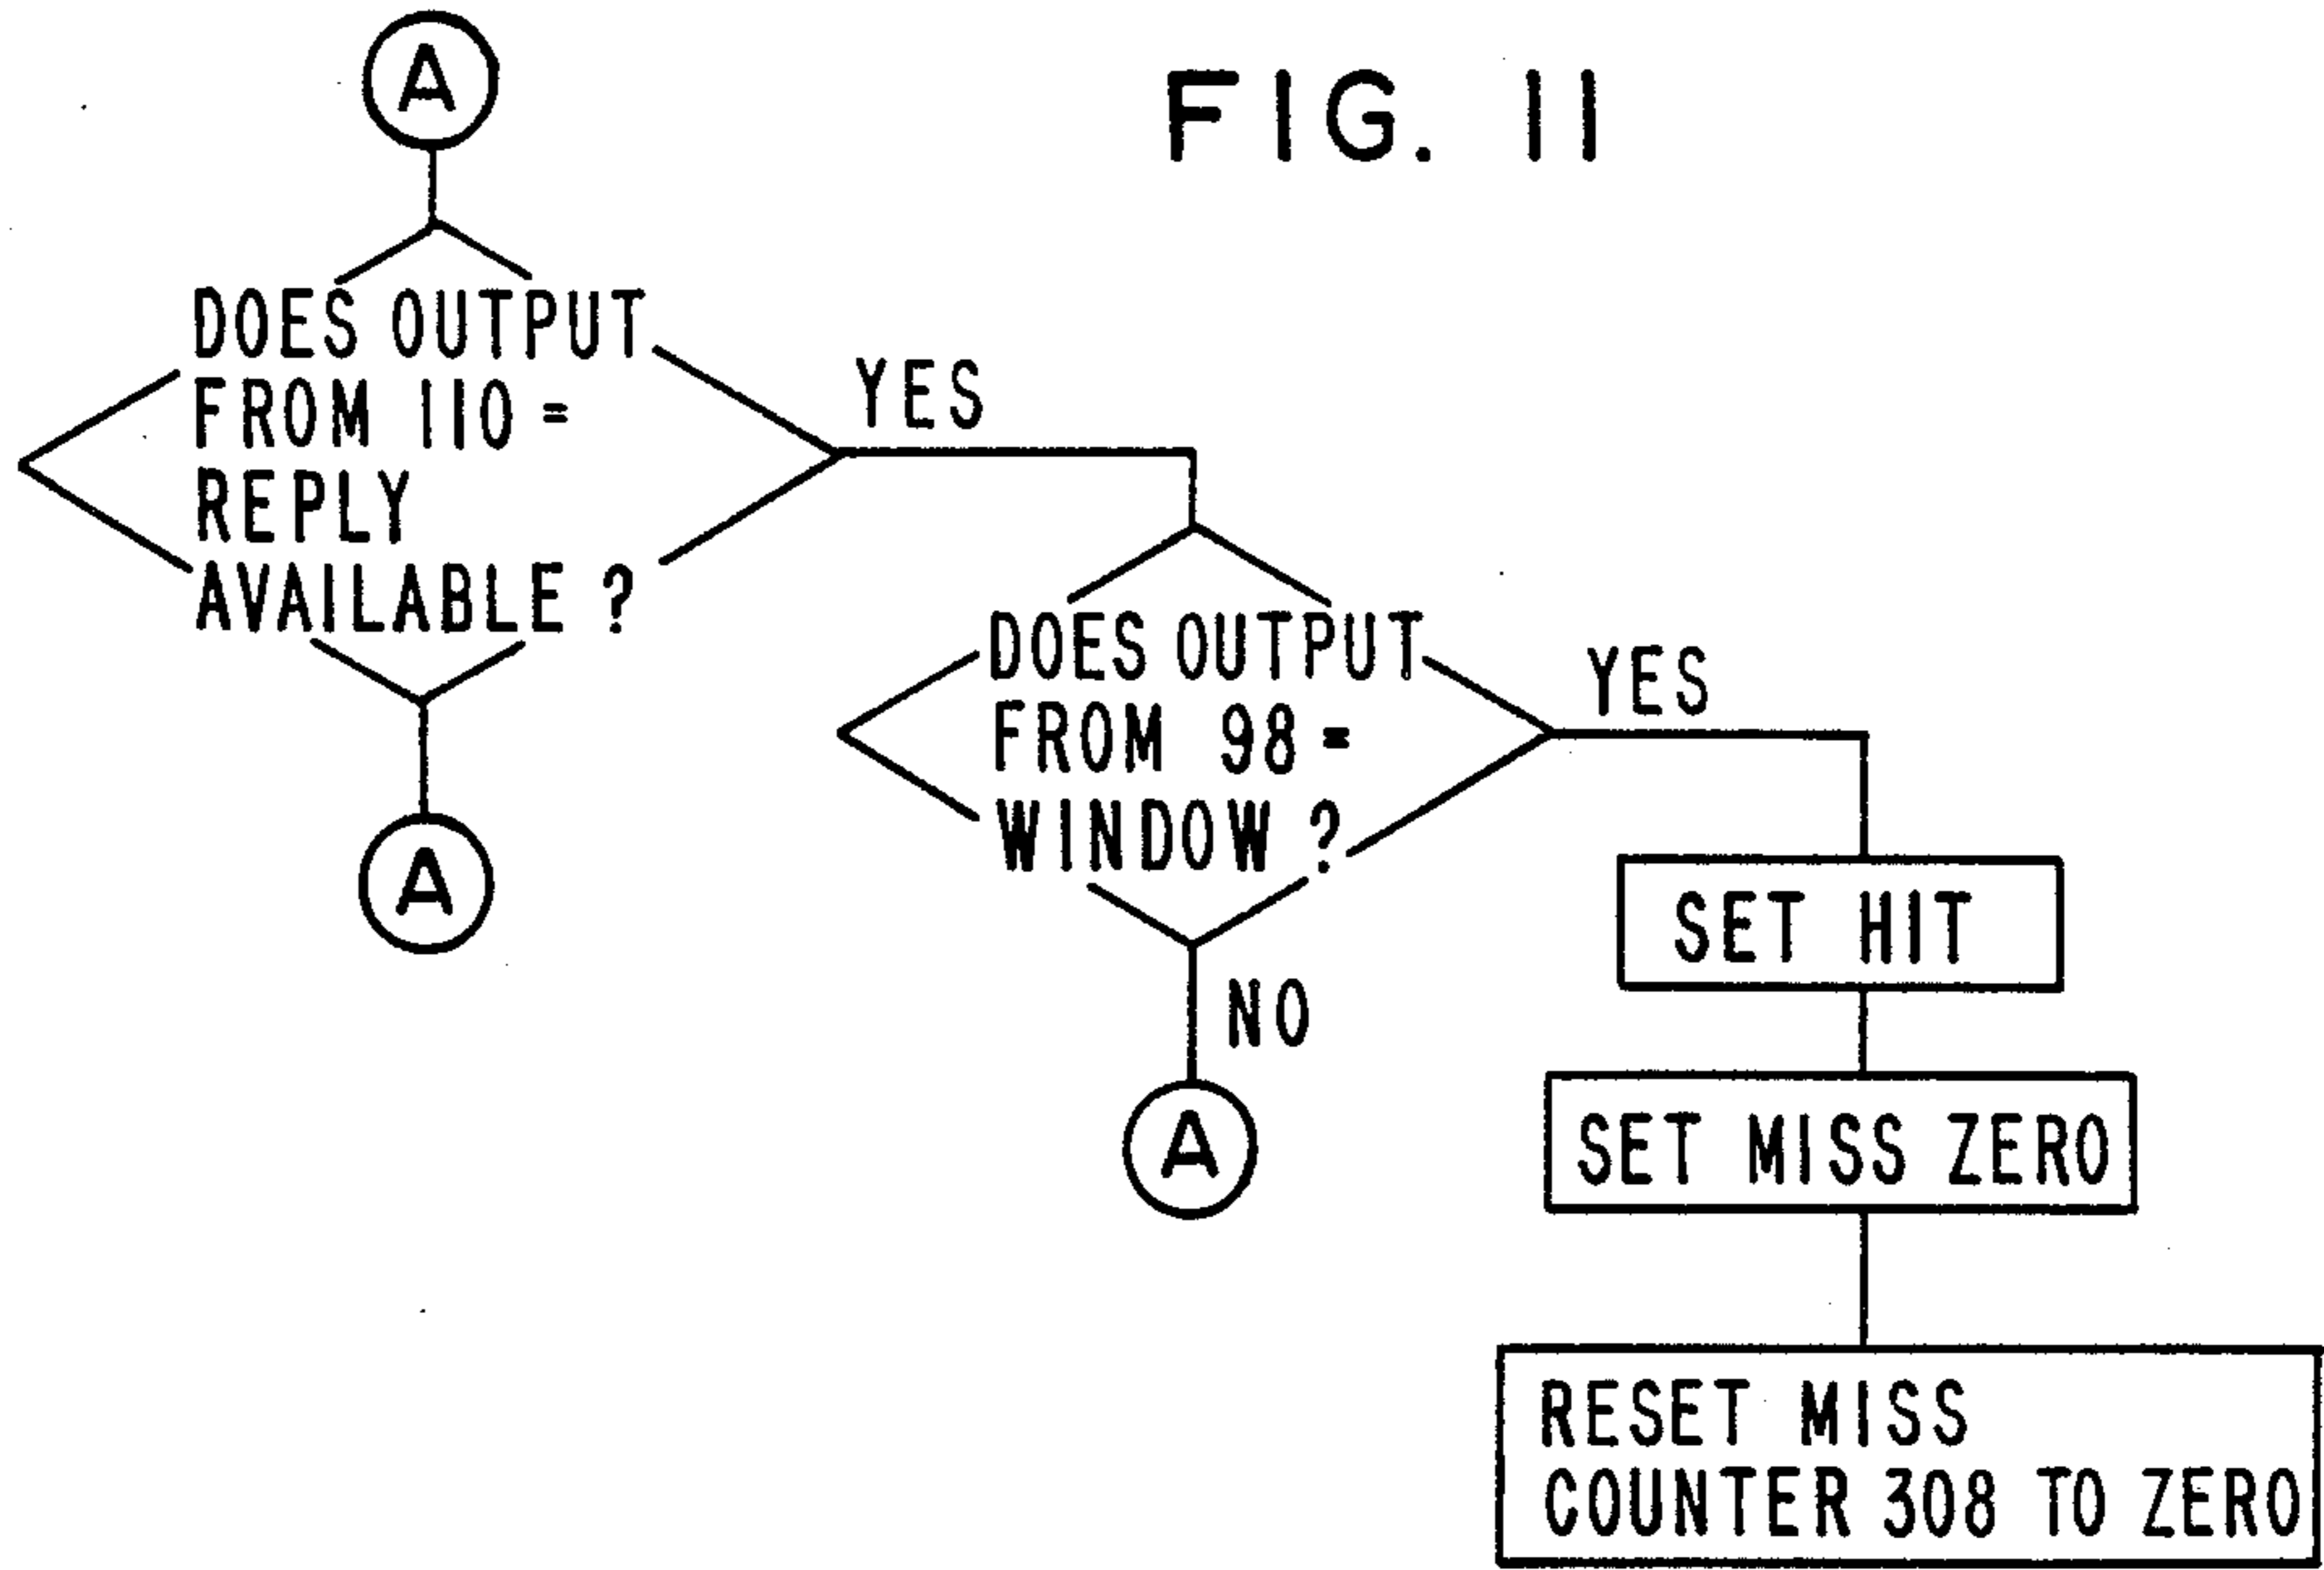 A
FIG. 11
DOES OUTPUT
FROM 110 =
REPLY
AVAILABLE ?
YES
A
DOES OUTPUT
FROM 98 =
WINDOW ?
YES
NO
A
SET HIT
SET MISS ZERO
RESET MISS
COUNTER 308 TO ZERO